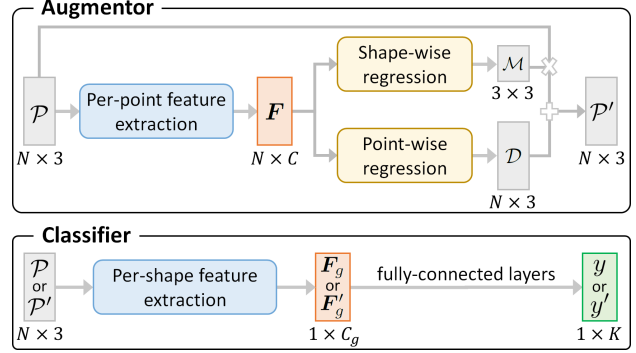 Augmentor
𝒫
N × 3
Per-point feature
extraction
F
N × C
Shape-wise
regression
ℳ
3 × 3
Point-wise
regression
𝒟
N × 3
𝒫′
N × 3
Classifier
𝒫
or
𝒫′
N × 3
Per-shape feature
extraction
F_g
or
F′_g
1 × C_g
fully-connected layers
y
or
y′
1 × K